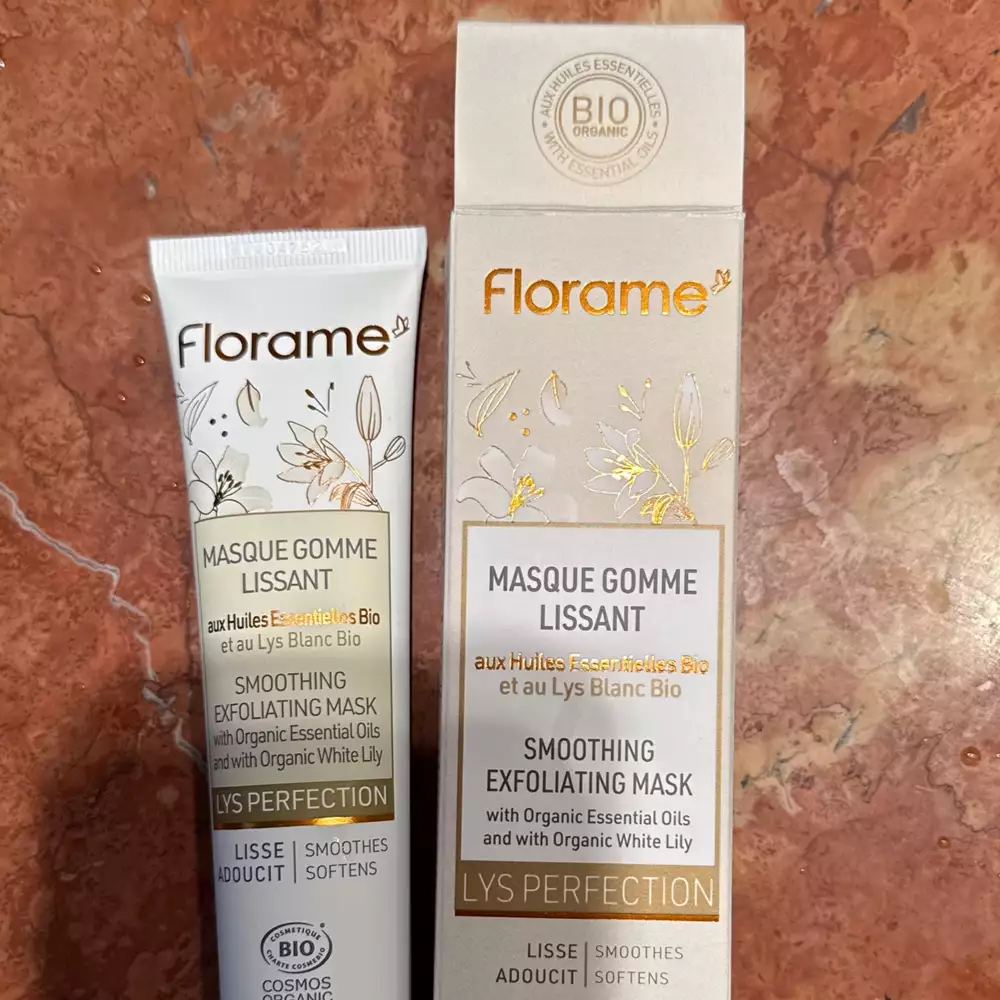 Florame
MASQUE GOMME
LISSANT
aux Huiles Essentielles Bio
et au Lys Blanc Bio
SMOOTHING
EXFOLIATING MASK
with Organic Essential Oils
and with Organic White Lily
LYS PERFECTION
LISSE | SMOOTHES
ADOUCIT | SOFTENS
COSMETIQUE
BIO
CHARTE COSMEBIO
COSMOS
ORGANIC
AUX HUILES ESSENTIELLES
BIO
ORGANIC
WITH ESSENTIAL OILS
Florame
MASQUE GOMME
LISSANT
aux Huiles Essentielles Bio
et au Lys Blanc Bio
SMOOTHING
EXFOLIATING MASK
with Organic Essential Oils
and with Organic White Lily
LYS PERFECTION
LISSE | SMOOTHES
ADOUCIT | SOFTENS